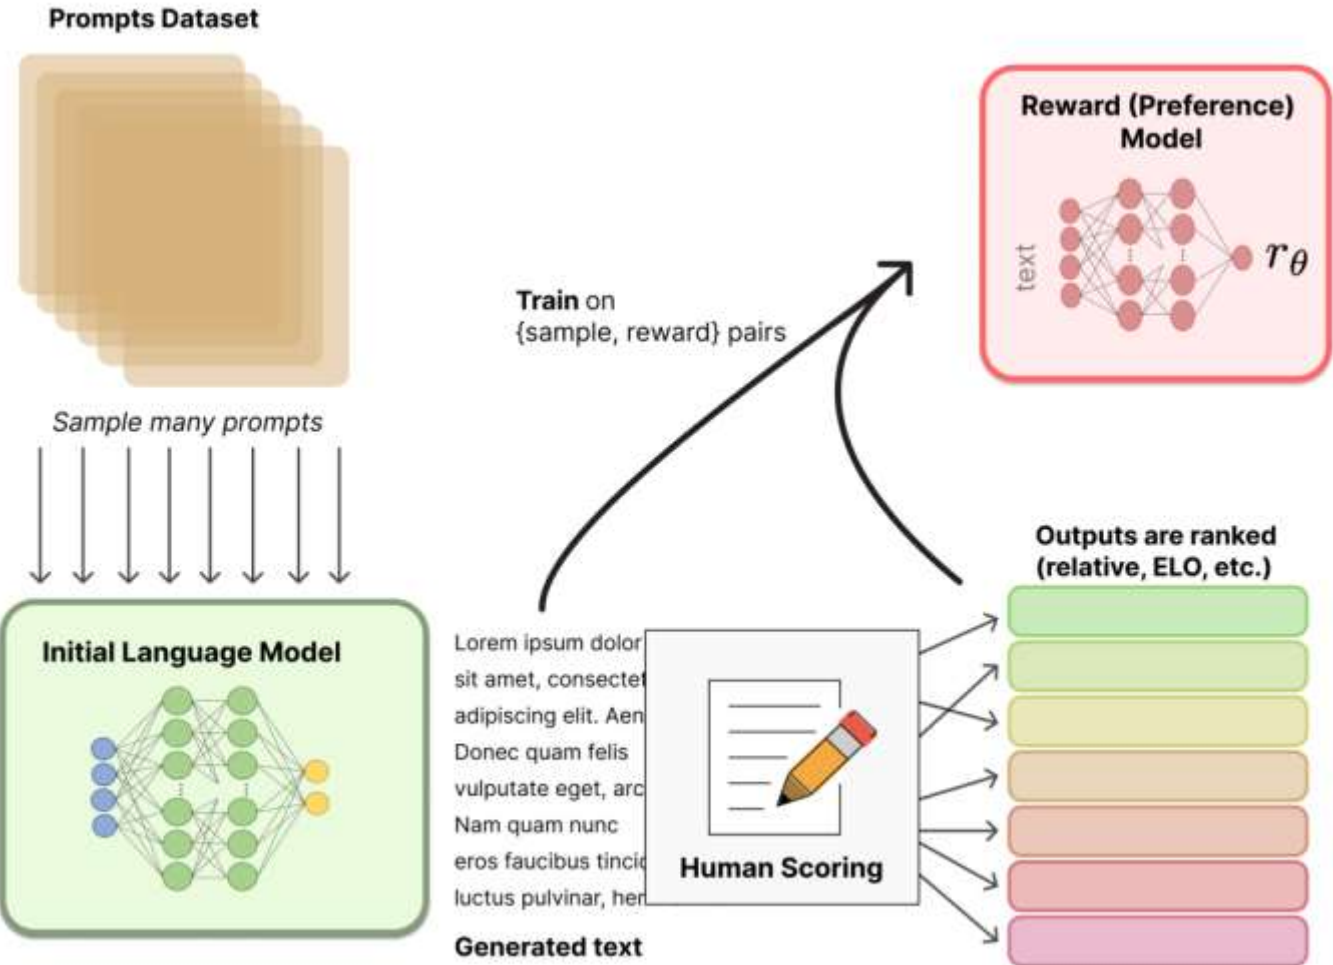 Prompts Dataset
Sample many prompts
Initial Language Model
Train on
{sample, reward} pairs
Reward (Preference)
Model
text
r_θ
Lorem ipsum dolor
sit amet, consectet
adipiscing elit. Aen
Donec quam felis
vulputate eget, arc
Nam quam nunc
eros faucibus tincid
luctus pulvinar, her
Generated text
Human Scoring
Outputs are ranked
(relative, ELO, etc.)